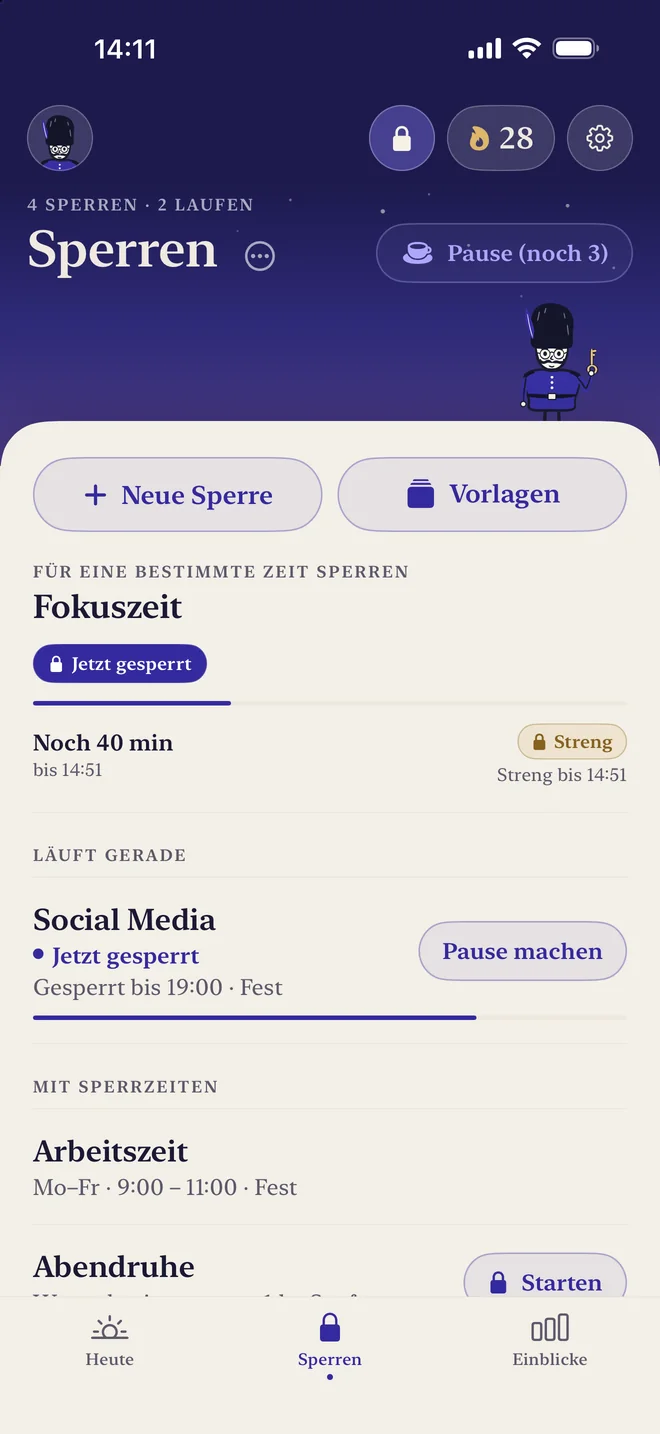 14:11
28
4 SPERREN · 2 LAUFEN
Sperren
Pause (noch 3)
Neue Sperre
Vorlagen
FÜR EINE BESTIMMTE ZEIT SPERREN
Fokuszeit
Jetzt gesperrt
Noch 40 min
Streng
bis 14:51
Streng bis 14:51
LÄUFT GERADE
Social Media
Jetzt gesperrt
Pause machen
Gesperrt bis 19:00 · Fest
MIT SPERRZEITEN
Arbeitszeit
Mo–Fr · 9:00 – 11:00 · Fest
Abendruhe
Starten
Heute
Sperren
Einblicke